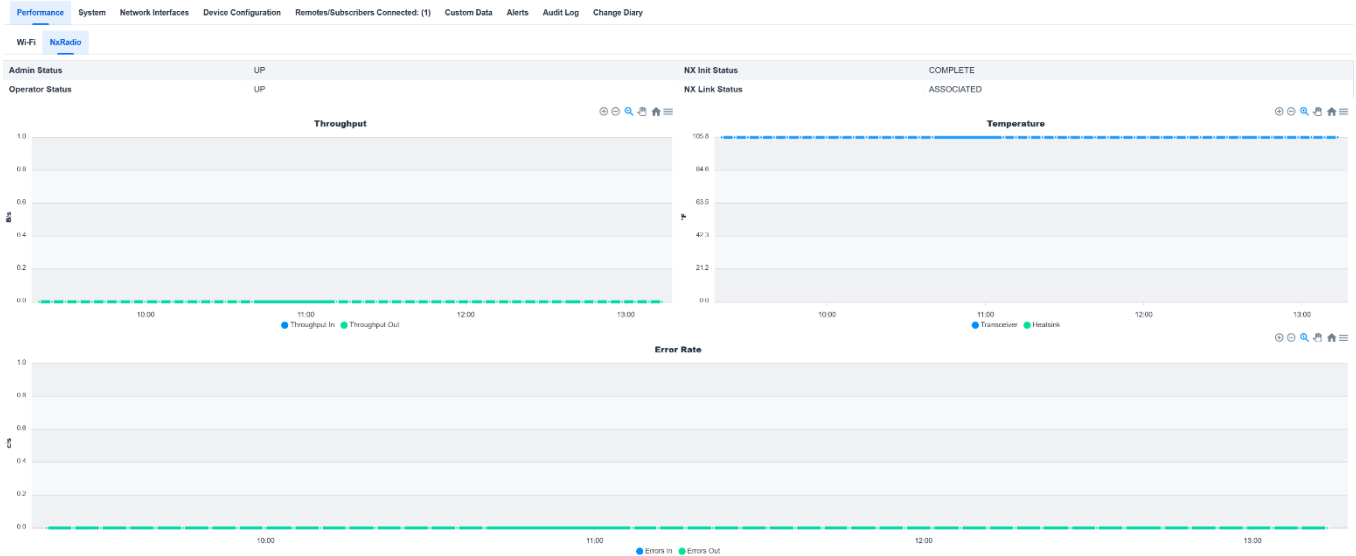 Performance System Network Interfaces Device Configuration Remotes/Subscribers Connected: (1) Custom Data Alerts Audit Log Change Diary
Wi-Fi NxRadio
Admin Status UP NX Init Status COMPLETE
Operator Status UP NX Link Status ASSOCIATED
Throughput
1.0
0.8
0.6
0.4
0.2
0.0
B/s
10:00 11:00 12:00 13:00
Throughput In Throughput Out
Temperature
105.8
84.6
63.5
42.3
21.2
0.0
°F
10:00 11:00 12:00 13:00
Transceiver Heatsink
Error Rate
1.0
0.8
0.6
0.4
0.2
0.0
c/s
10:00 11:00 12:00 13:00
Errors In Errors Out